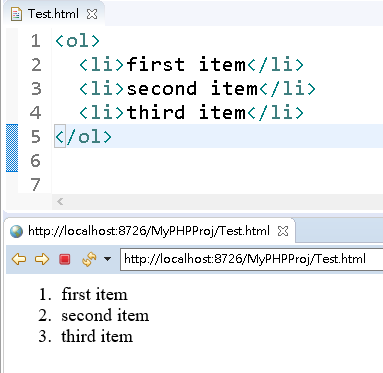 Test.html
1 <ol>
2 <li>first item</li>
3 <li>second item</li>
4 <li>third item</li>
5 </ol>
6
7
http://localhost:8726/MyPHPProj/Test.html
http://localhost:8726/MyPHPProj/Test.html
1. first item
2. second item
3. third item